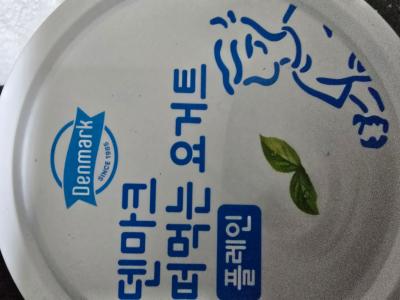 Denmark
SINCE 1985
덴마크
떠먹는 요거트
플레인